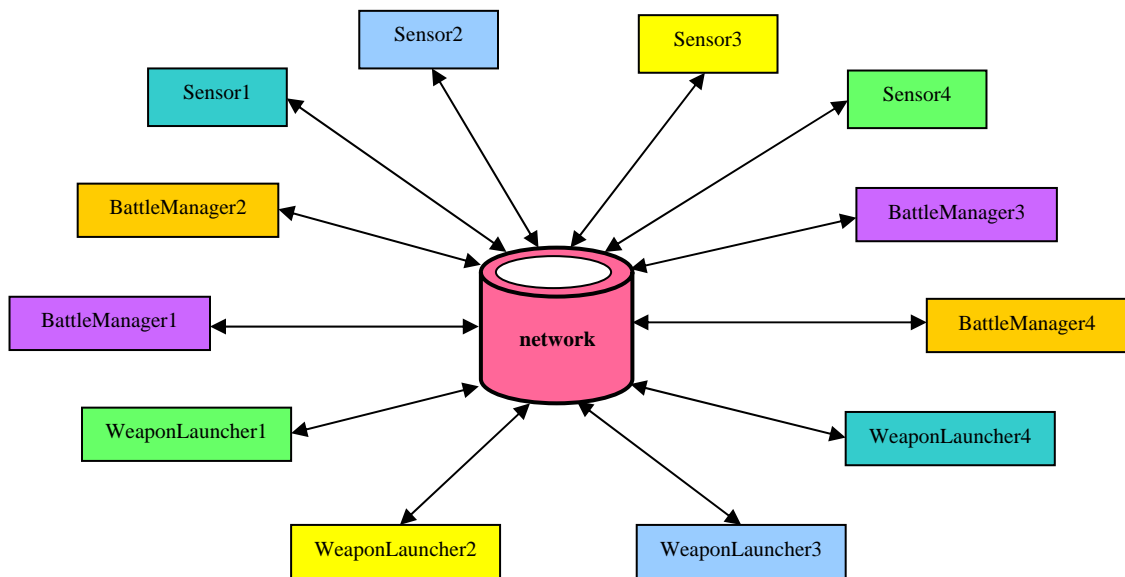 Sensor2
Sensor3
Sensor1
Sensor4
BattleManager2
BattleManager3
BattleManager1
BattleManager4
network
WeaponLauncher1
WeaponLauncher4
WeaponLauncher2
WeaponLauncher3